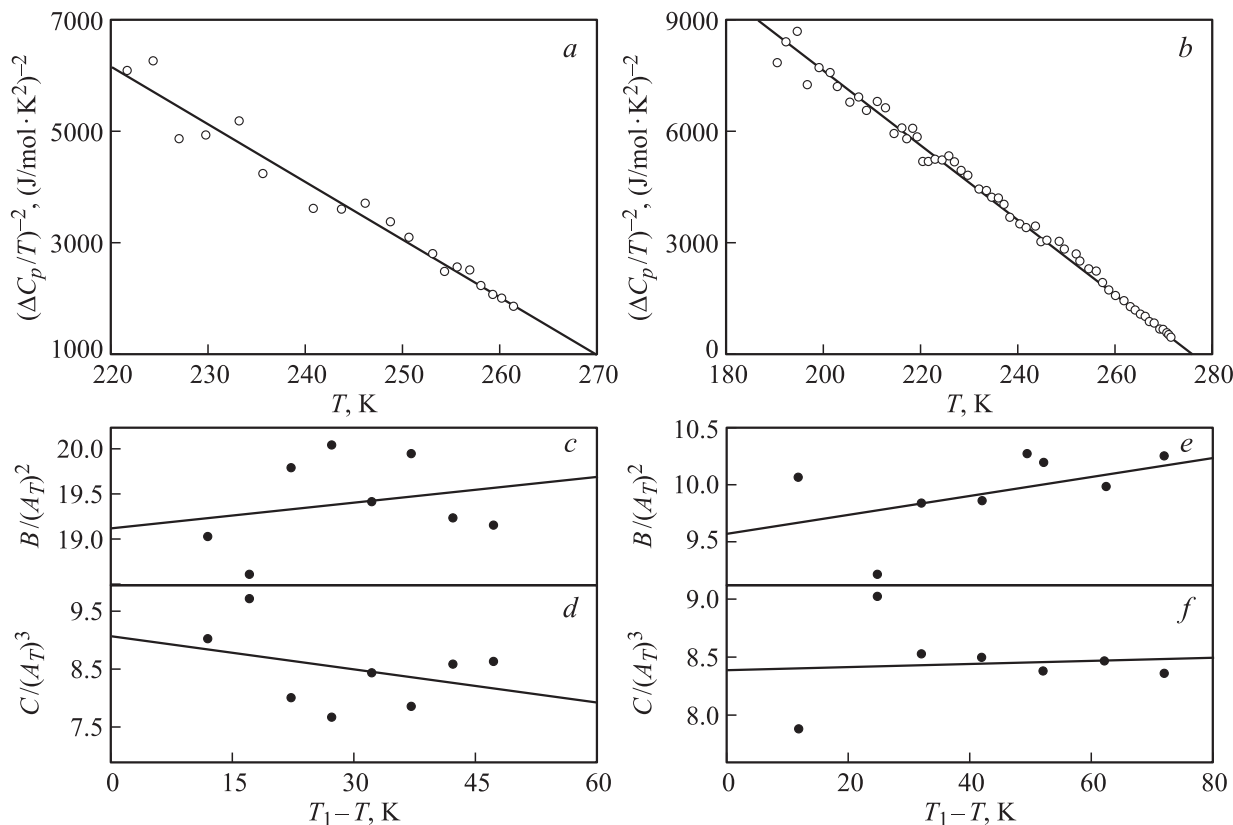 a
7000
5000
3000
1000
(ΔC_p/T)^{−2}, (J/mol·K^2)^{−2}
220 230 240 250 260 270
T, K
b
9000
6000
3000
0
(ΔC_p/T)^{−2}, (J/mol·K^2)^{−2}
180 200 220 240 260 280
T, K
c
20.0
19.5
19.0
B/(A_T)^2
d
9.5
8.5
7.5
C/(A_T)^3
0 15 30 45 60
T_1−T, K
e
10.5
10.0
9.5
B/(A_T)^2
f
9.0
8.5
8.0
C/(A_T)^3
0 20 40 60 80
T_1−T, K